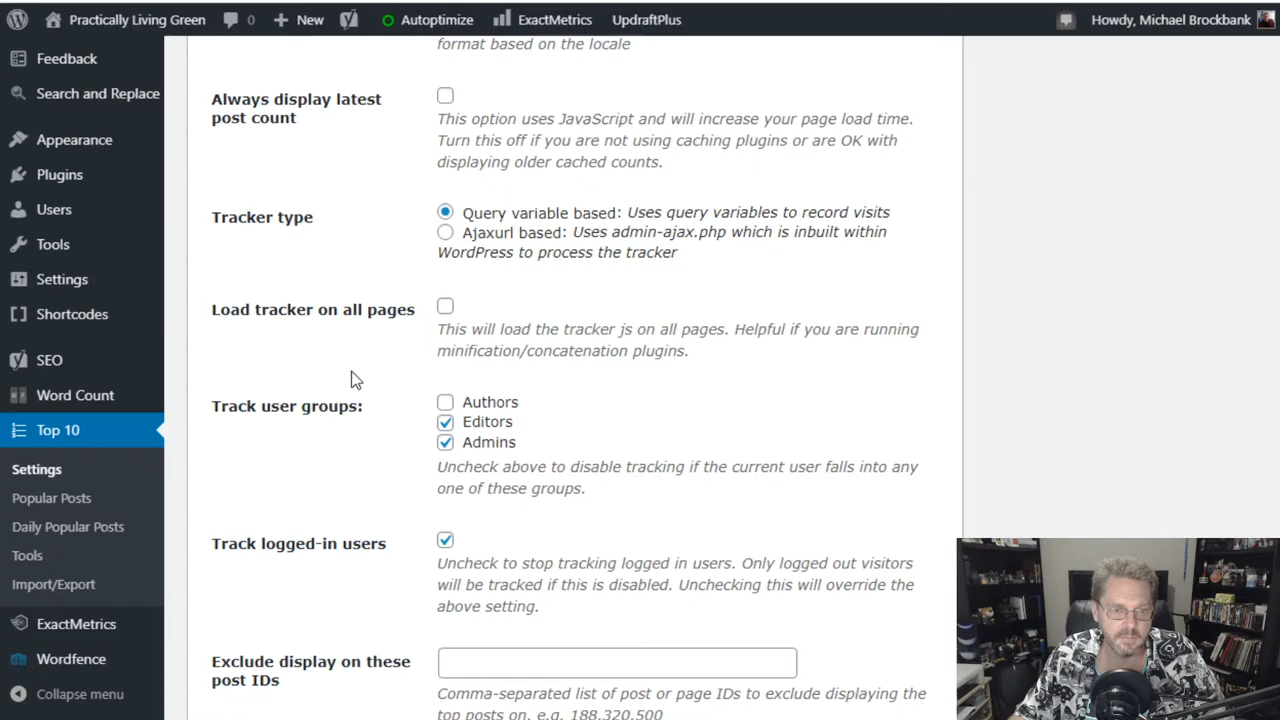 Practically Living Green 0 New Autoptimize ExactMetrics UpdraftPlus Howdy, Michael Brockbank
Feedback
Search and Replace
Appearance
Plugins
Users
Tools
Settings
Shortcodes
SEO
Word Count
Top 10
Settings
Popular Posts
Daily Popular Posts
Tools
Import/Export
ExactMetrics
Wordfence
Collapse menu
format based on the locale
Always display latest
post count
This option uses JavaScript and will increase your page load time.
Turn this off if you are not using caching plugins or are OK with
displaying older cached counts.
Tracker type
Query variable based: Uses query variables to record visits
Ajaxurl based: Uses admin-ajax.php which is inbuilt within
WordPress to process the tracker
Load tracker on all pages
This will load the tracker js on all pages. Helpful if you are running
minification/concatenation plugins.
Track user groups:
Authors
Editors
Admins
Uncheck above to disable tracking if the current user falls into any
one of these groups.
Track logged-in users
Uncheck to stop tracking logged in users. Only logged out visitors
will be tracked if this is disabled. Unchecking this will override the
above setting.
Exclude display on these
post IDs
Comma-separated list of post or page IDs to exclude displaying the
top posts on. e.g. 188,320,500